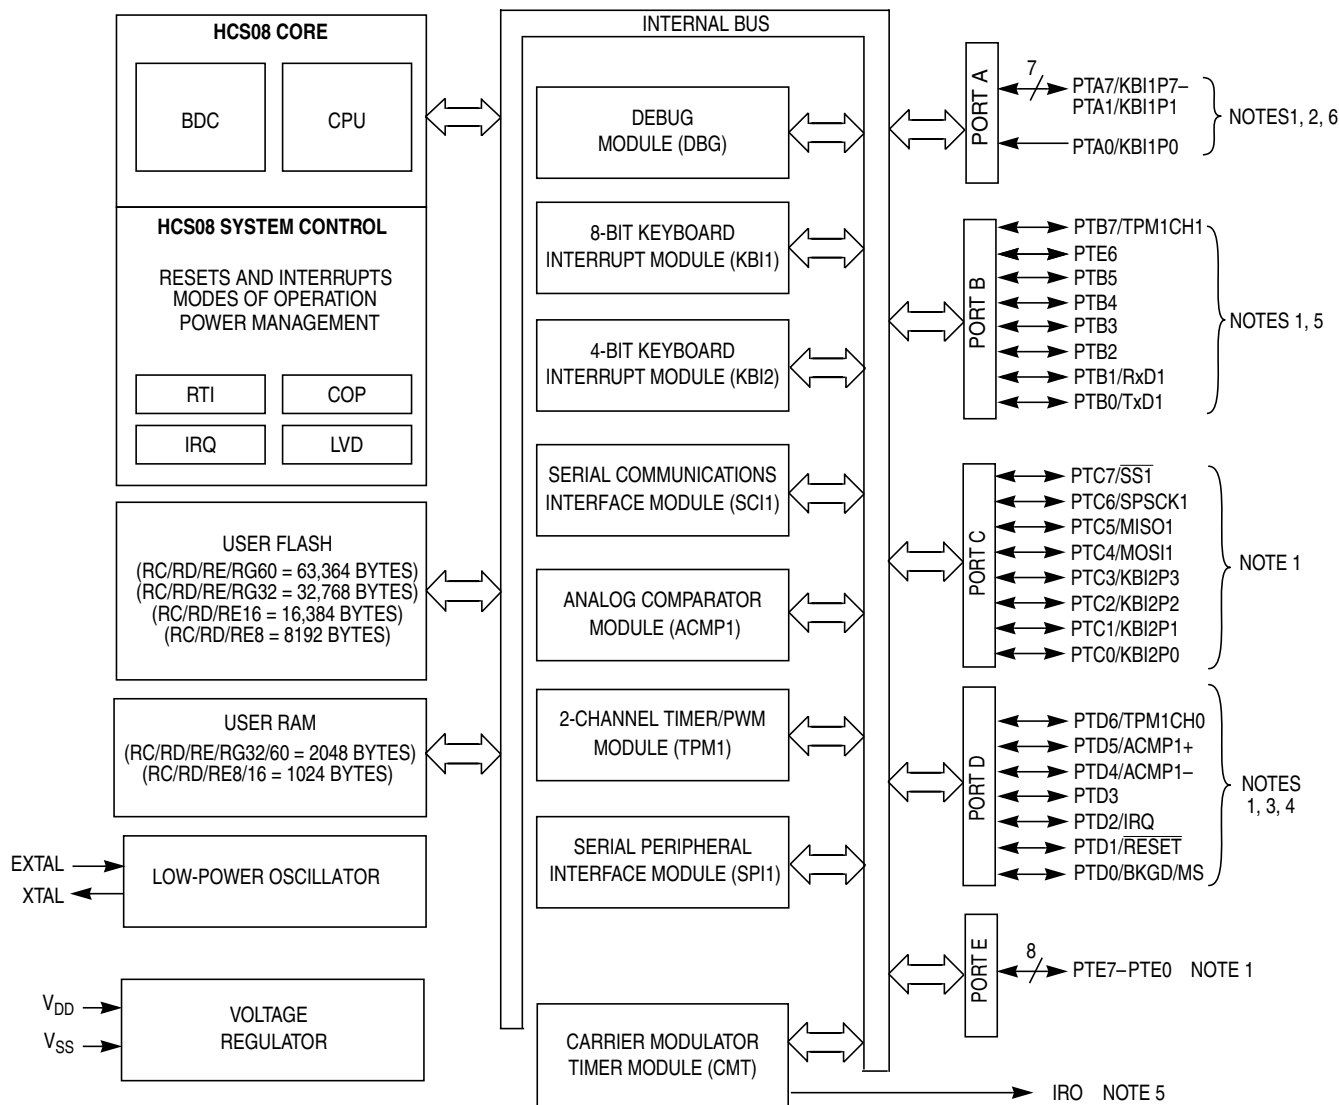 HCS08 CORE
BDC
CPU
HCS08 SYSTEM CONTROL
RESETS AND INTERRUPTS
MODES OF OPERATION
POWER MANAGEMENT
RTI
COP
IRQ
LVD
USER FLASH
(RC/RD/RE/RG60 = 63,364 BYTES)
(RC/RD/RE/RG32 = 32,768 BYTES)
(RC/RD/RE16 = 16,384 BYTES)
(RC/RD/RE8 = 8192 BYTES)
USER RAM
(RC/RD/RE/RG32/60 = 2048 BYTES)
(RC/RD/RE8/16 = 1024 BYTES)
EXTAL
XTAL
LOW-POWER OSCILLATOR
VDD
VSS
VOLTAGE
REGULATOR
INTERNAL BUS
DEBUG
MODULE (DBG)
8-BIT KEYBOARD
INTERRUPT MODULE (KBI1)
4-BIT KEYBOARD
INTERRUPT MODULE (KBI2)
SERIAL COMMUNICATIONS
INTERFACE MODULE (SCI1)
ANALOG COMPARATOR
MODULE (ACMP1)
2-CHANNEL TIMER/PWM
MODULE (TPM1)
SERIAL PERIPHERAL
INTERFACE MODULE (SPI1)
CARRIER MODULATOR
TIMER MODULE (CMT)
PORT A
7
PTA7/KBI1P7–
PTA1/KBI1P1
PTA0/KBI1P0
NOTES1, 2, 6
PORT B
PTB7/TPM1CH1
PTE6
PTB5
PTB4
PTB3
PTB2
PTB1/RxD1
PTB0/TxD1
NOTES 1, 5
PORT C
PTC7/SS1
PTC6/SPSCK1
PTC5/MISO1
PTC4/MOSI1
PTC3/KBI2P3
PTC2/KBI2P2
PTC1/KBI2P1
PTC0/KBI2P0
NOTE 1
PORT D
PTD6/TPM1CH0
PTD5/ACMP1+
PTD4/ACMP1–
PTD3
PTD2/IRQ
PTD1/RESET
PTD0/BKGD/MS
NOTES
1, 3, 4
PORT E
8
PTE7–PTE0 NOTE 1
IRO NOTE 5